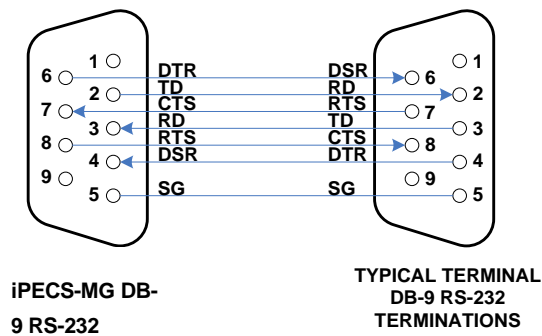 1 1
6 DTR DSR 6
2 TD RD 2
7 CTS RTS 7
3 RD TD 3
8 RTS CTS 8
4 DSR DTR 4
9 9
5 SG SG 5
iPECS-MG DB-
9 RS-232
TYPICAL TERMINAL
DB-9 RS-232
TERMINATIONS